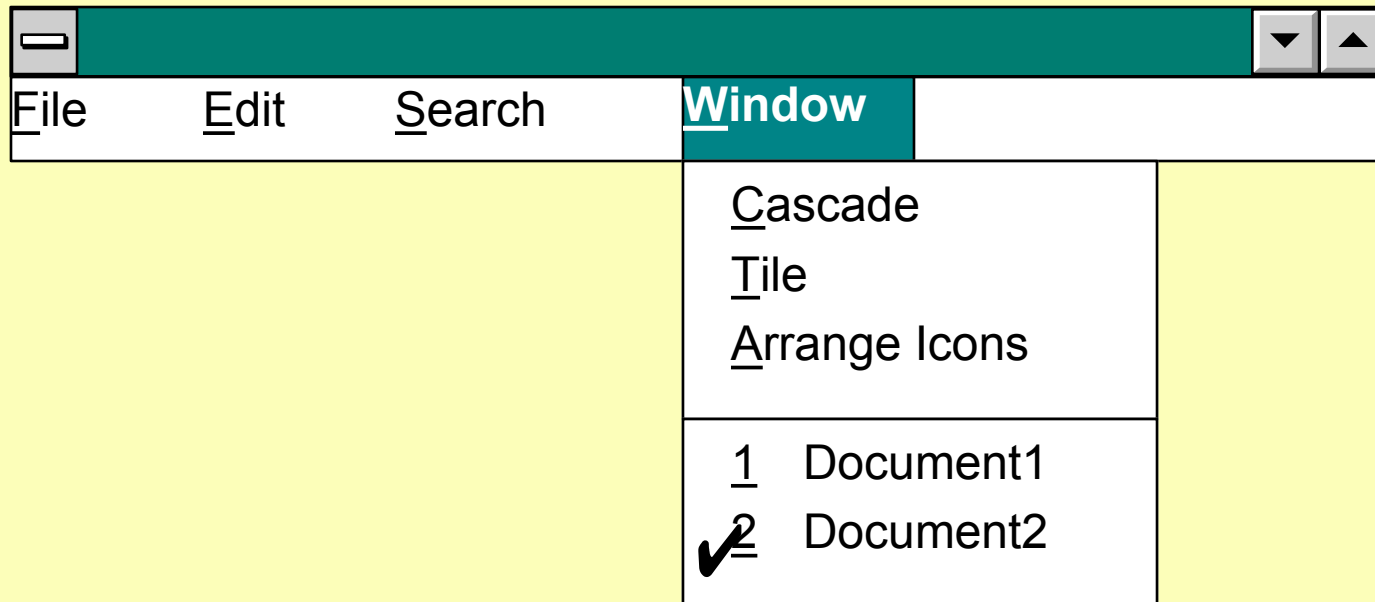 File Edit Search Window
Cascade
Tile
Arrange Icons
1 Document1
✔2 Document2